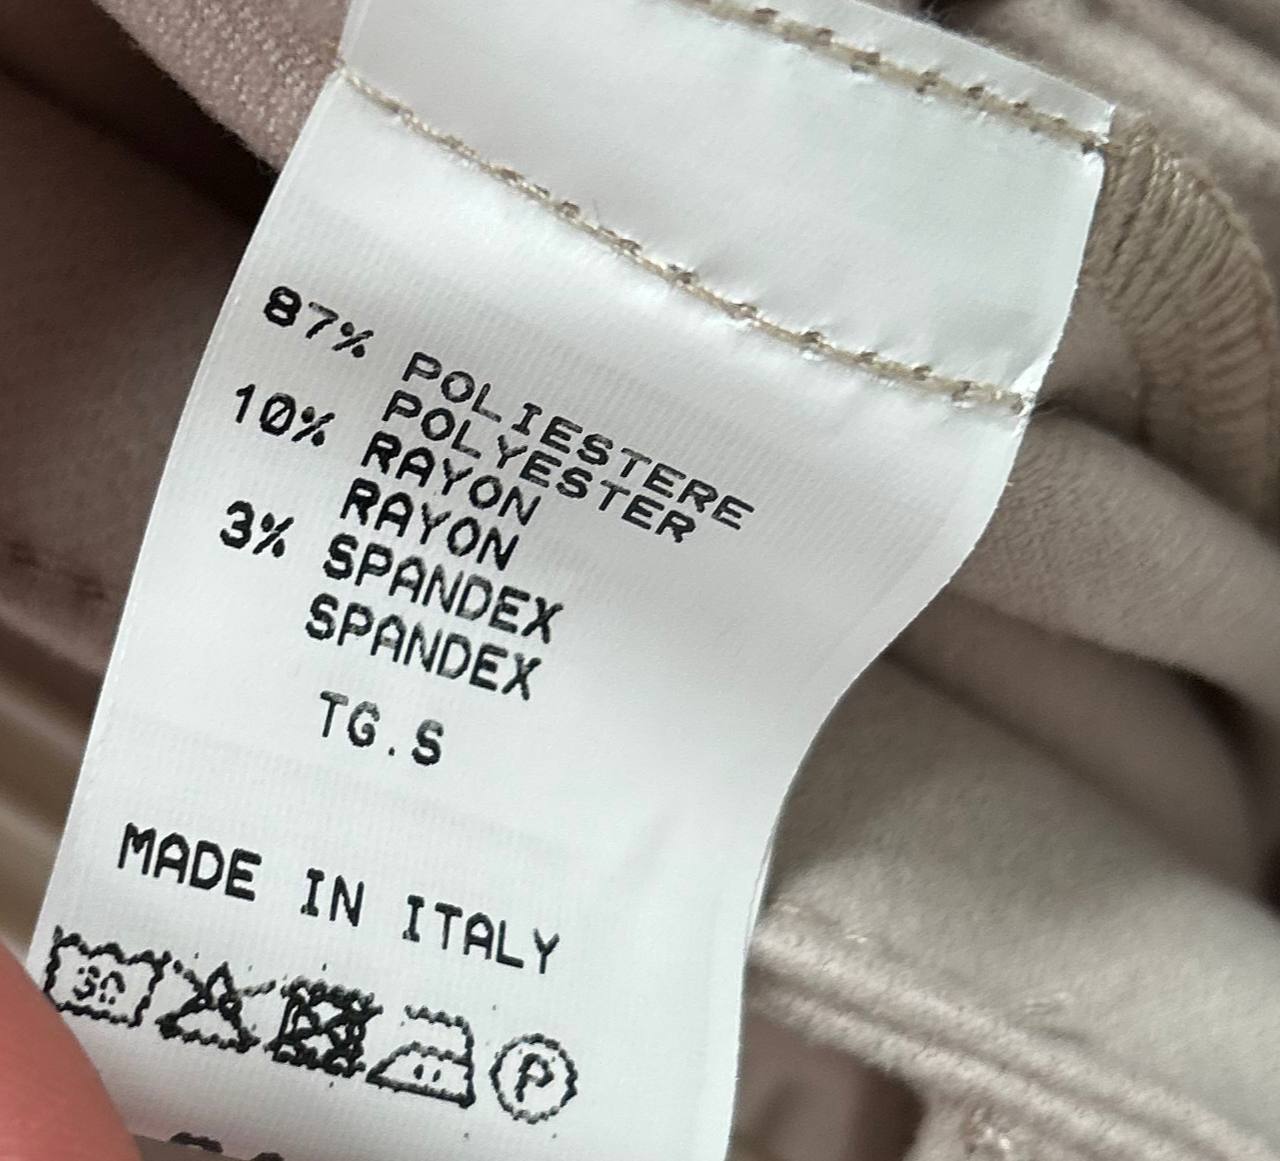 87% POLIESTERE
POLYESTER
10% RAYON
RAYON
3% SPANDEX
SPANDEX
TG.S
MADE IN ITALY
30
P